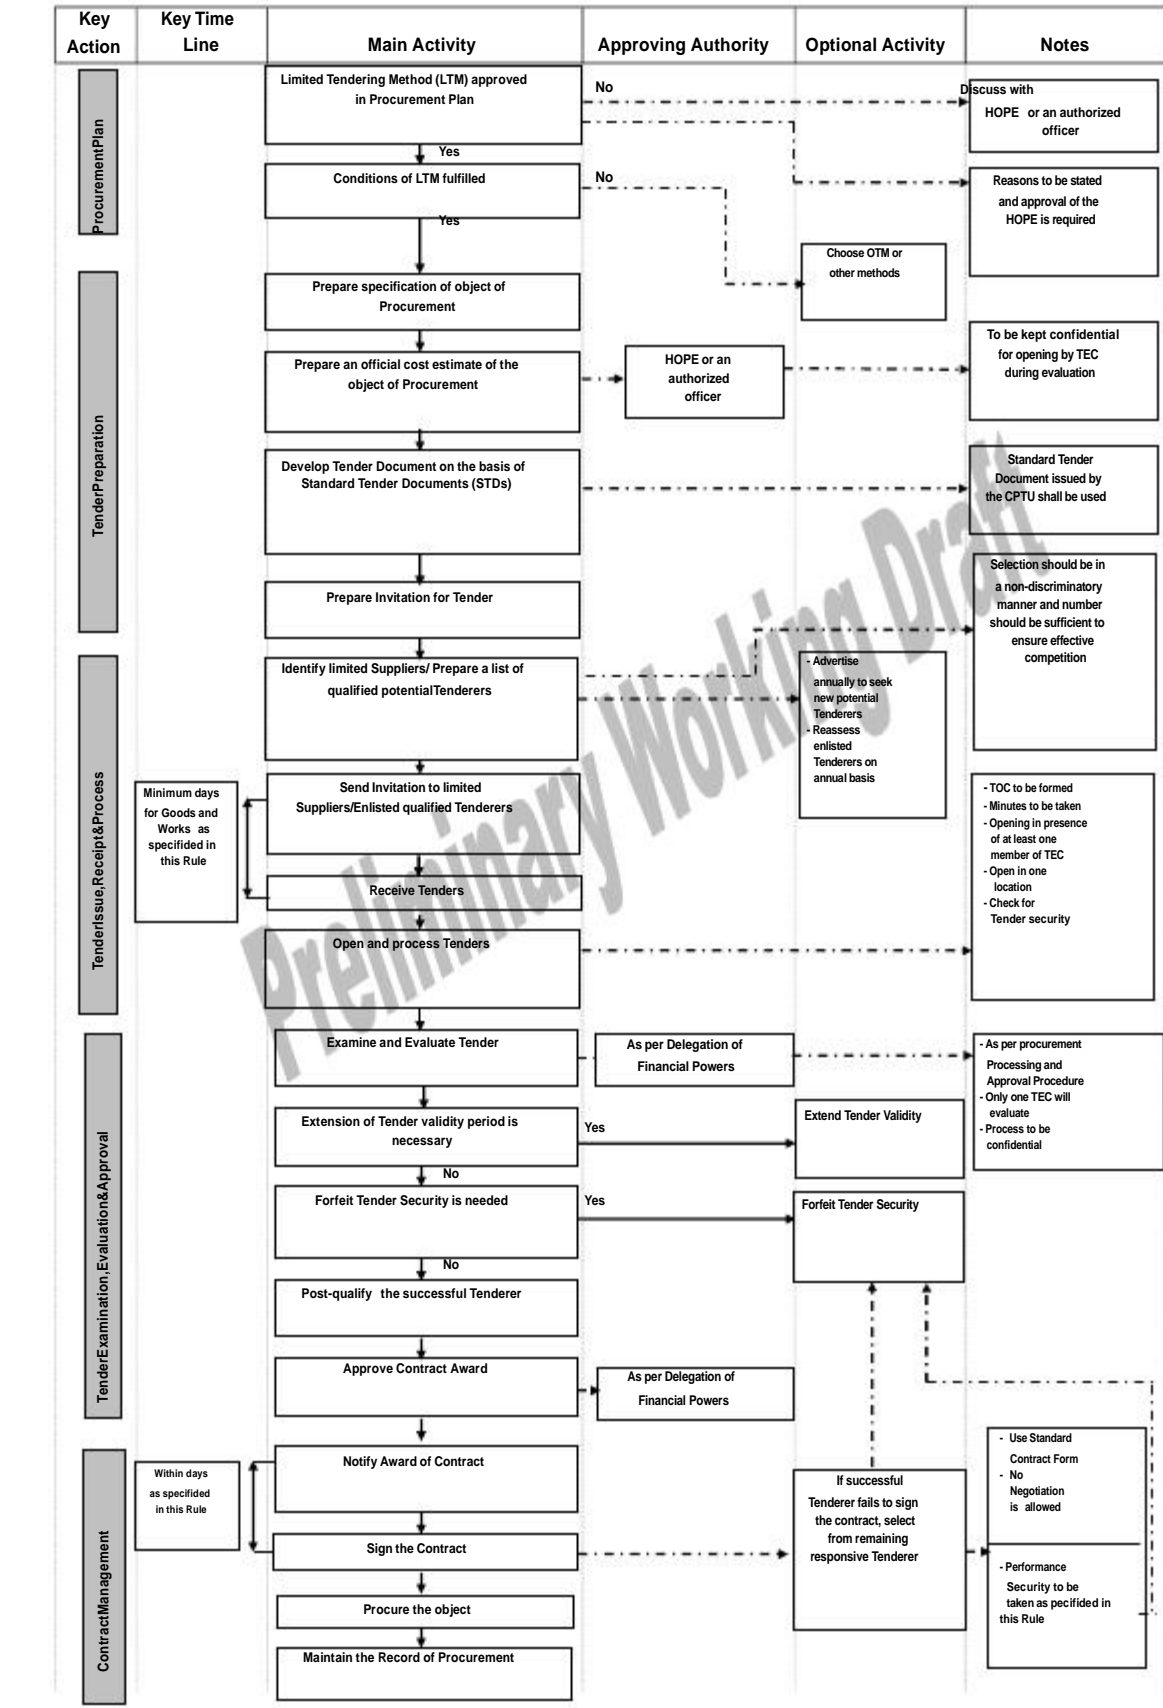 Key
Action
Key Time
Line
Main Activity
Approving Authority
Optional Activity
Notes
ProcurementPlan
Limited Tendering Method (LTM) approved
in Procurement Plan
No
Discuss with
HOPE or an authorized
officer
Yes
Conditions of LTM fulfilled
No
Reasons to be stated
and approval of the
HOPE is required
Yes
Choose OTM or
other methods
TenderPreparation
Prepare specification of object of
Procurement
Prepare an official cost estimate of the
object of Procurement
HOPE or an
authorized
officer
To be kept confidential
for opening by TEC
during evaluation
Develop Tender Document on the basis of
Standard Tender Documents (STDs)
Standard Tender
Document issued by
the CPTU shall be used
Prepare Invitation for Tender
Selection should be in
a non-discriminatory
manner and number
should be sufficient to
ensure effective
competition
TenderIssue,Receipt&Process
Identify limited Suppliers/ Prepare a list of
qualified potentialTenderers
- Advertise
annually to seek
new potential
Tenderers
- Reassess
enlisted
Tenderers on
annual basis
Minimum days
for Goods and
Works as
specifided in
this Rule
Send Invitation to limited
Suppliers/Enlisted qualified Tenderers
- TOC to be formed
- Minutes to be taken
- Opening in presence
of at least one
member of TEC
- Open in one
location
- Check for
Tender security
Receive Tenders
Open and process Tenders
Preliminary Working Draft
TenderExamination,Evaluation&Approval
Examine and Evaluate Tender
As per Delegation of
Financial Powers
- As per procurement
Processing and
Approval Procedure
- Only one TEC will
evaluate
- Process to be
confidential
Extension of Tender validity period is
necessary
Yes
Extend Tender Validity
No
Forfeit Tender Security is needed
Yes
Forfeit Tender Security
No
Post-qualify the successful Tenderer
Approve Contract Award
As per Delegation of
Financial Powers
ContractManagement
Within days
as specifided
in this Rule
Notify Award of Contract
If successful
Tenderer fails to sign
the contract, select
from remaining
responsive Tenderer
- Use Standard
Contract Form
- No
Negotiation
is allowed
Sign the Contract
- Performance
Security to be
taken as pecifided in
this Rule
Procure the object
Maintain the Record of Procurement